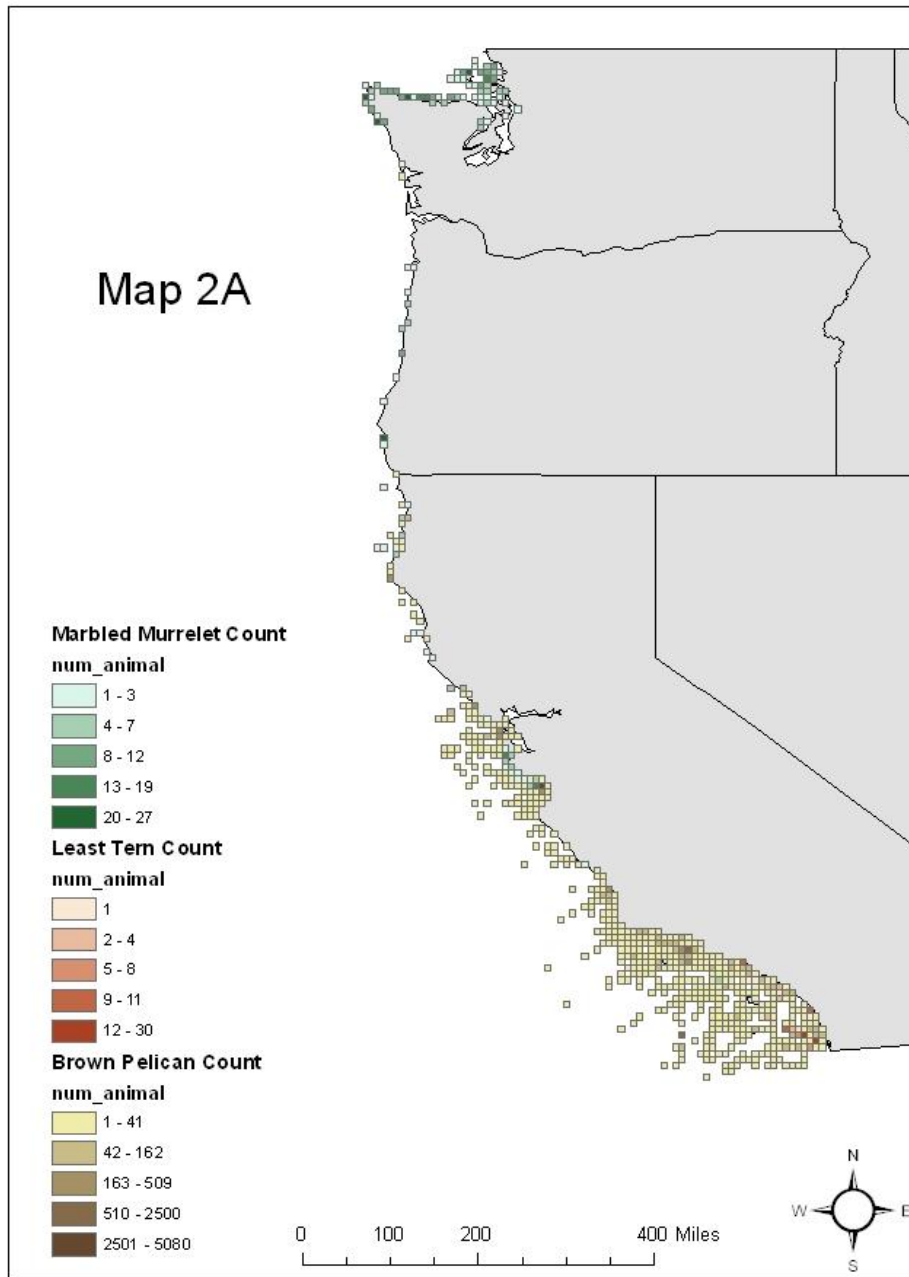 Map 2A
Marbled Murrelet Count
num_animal
1 - 3
4 - 7
8 - 12
13 - 19
20 - 27
Least Tern Count
num_animal
1
2 - 4
5 - 8
9 - 11
12 - 30
Brown Pelican Count
num_animal
1 - 41
42 - 162
163 - 509
510 - 2500
2501 - 5080
0 100 200 400 Miles
N
W E
S